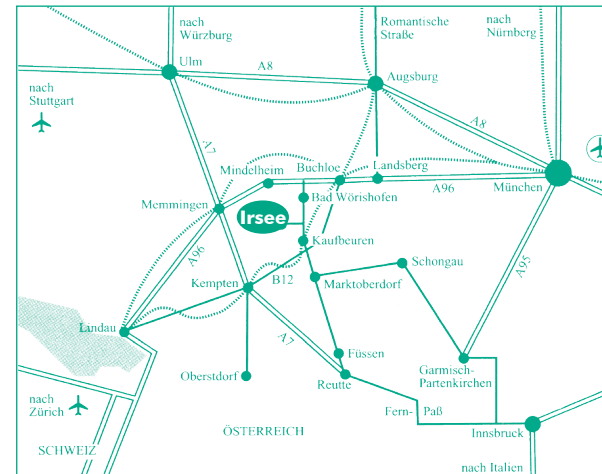 nach
Würzburg
Romantische
Straße
nach
Nürnberg
Ulm
A8
Augsburg
nach
Stuttgart
A8
A7
Mindelheim
Buchloe
Landsberg
A96
München
Bad Wörishofen
Memmingen
Irsee
Kaufbeuren
A96
Schongau
A95
Kempten
B12
Marktoberdorf
Lindau
A7
Füssen
Oberstdorf
Reutte
Garmisch-
Partenkirchen
nach
Zürich
Fern-
Paß
ÖSTERREICH
Innsbruck
SCHWEIZ
nach Italien